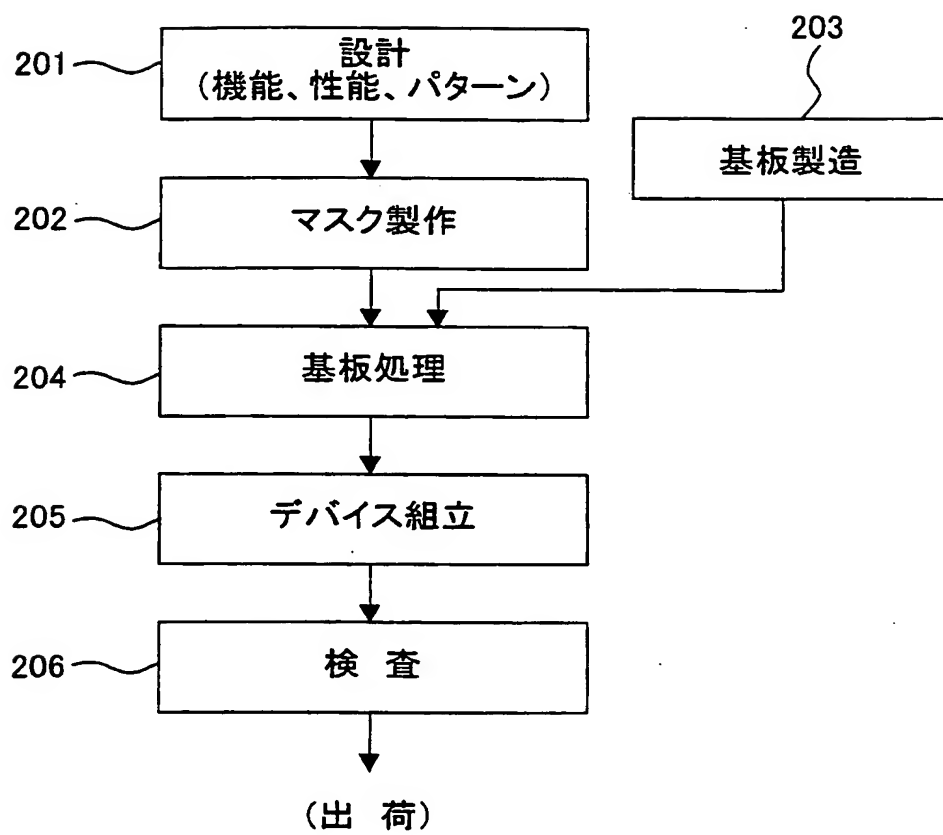 201
設計
(機能、性能、パターン)
203
基板製造
202
マスク製作
204
基板処理
205
デバイス組立
206
検 査
(出 荷)